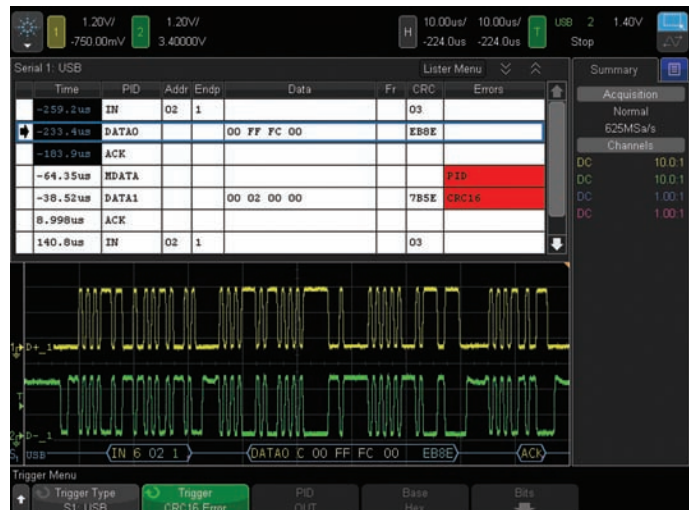 1 1.20V/ -750.00mV 2 1.20V/ 3.40000V H 10.00us/ -224.0us 10.00us/ -224.0us T USB 2 1.40V Stop
Serial 1: USB Lister Menu Summary
Time PID Addr Endp Data Fr CRC Errors
-259.2us IN 02 1 03
-233.4us DATA0 00 FF FC 00 EB8E
-183.9us ACK
-64.35us MDATA PID
-38.52us DATA1 00 02 00 00 7B5E CRC16
8.998us ACK
140.8us IN 02 1 03
Acquisition
Normal
625MSa/s
Channels
DC 10.0:1
DC 10.0:1
DC 1.00:1
DC 1.00:1
D+_1
T
D-_1
S1 USB IN 6 02 1 DATA0 C 00 FF FC 00 EB8E ACK
Trigger Menu
Trigger Type S1: USB
Trigger CRC16 Error
PID OUT
Base Hex
Bits